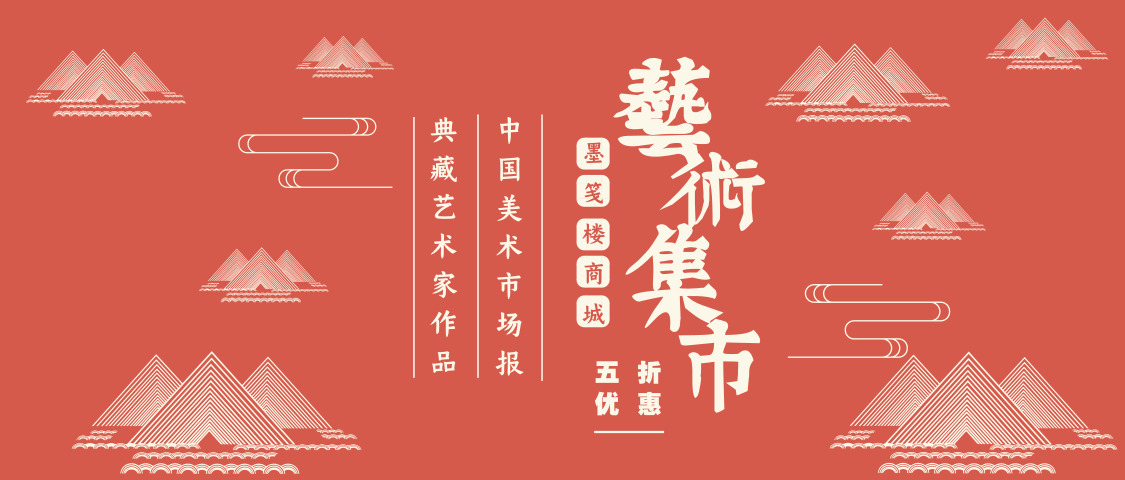 藝術集市
墨笺楼商城
五折
优惠
中国美术市场报
典藏艺术家作品